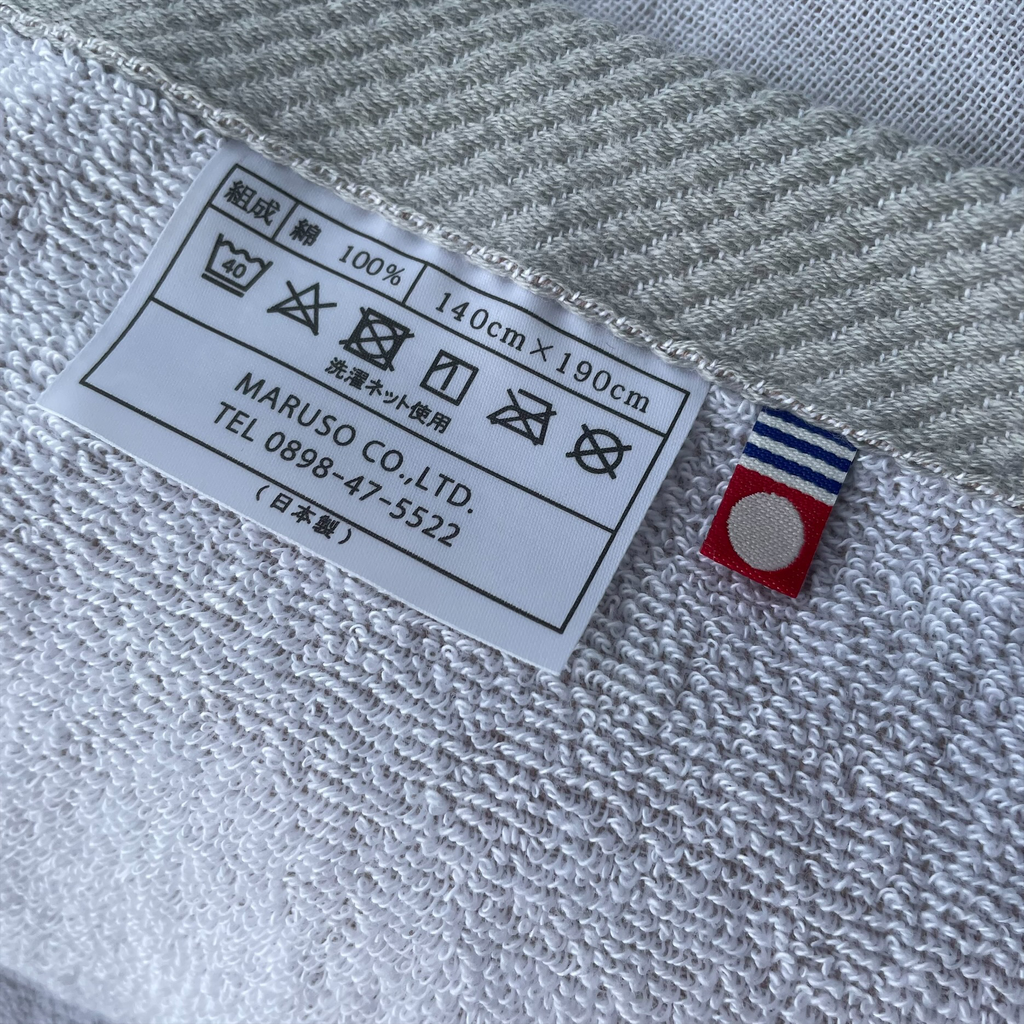 組成 綿 100% 140cm×190cm
40
洗濯ネット使用
MARUSO CO.,LTD.
TEL 0898-47-5522
(日本製)